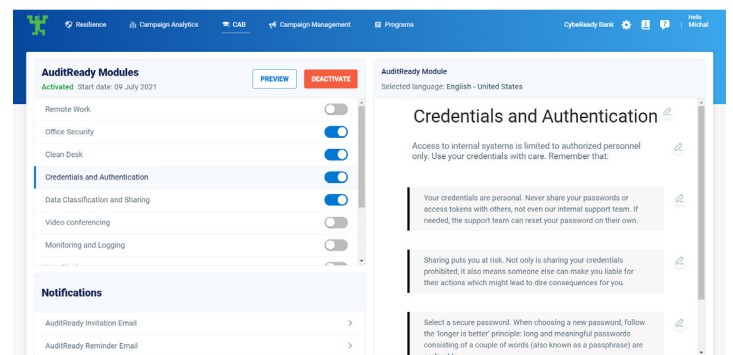 Resilience
Campaign Analytics
CAB
Campaign Management
Programs
CybeReady Bank
Hello
Michal
AuditReady Modules
Activated Start date: 09 July 2021
PREVIEW
DEACTIVATE
Remote Work
Office Security
Clean Desk
Credentials and Authentication
Data Classification and Sharing
Video conferencing
Monitoring and Logging
Notifications
AuditReady Invitation Email
AuditReady Reminder Email
AuditReady Module
Selected language: English - United States
Credentials and Authentication
Access to internal systems is limited to authorized personnel
only. Use your credentials with care. Remember that:
Your credentials are personal. Never share your passwords or
access tokens with others, not even our internal support team. If
needed, the support team can reset your password on their own.
Sharing puts you at risk. Not only is sharing your credentials
prohibited, it also means someone else can make you liable for
their actions which might lead to dire consequences for you.
Select a secure password. When choosing a new password, follow
the 'longer is better' principle: long and meaningful passwords
consisting of a couple of words (also known as a passphrase) are